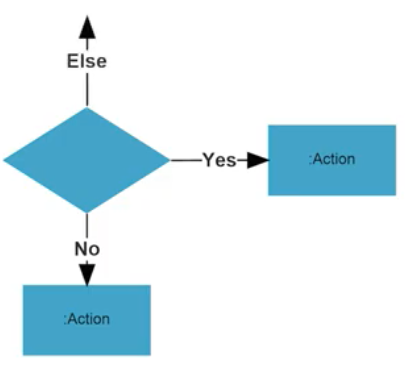 Else
Yes
:Action
No
:Action